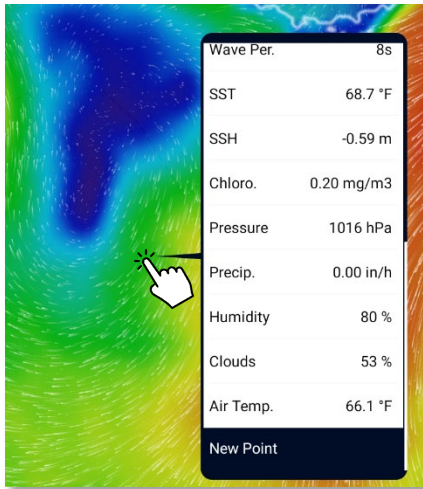 Wave Per. 8s
SST 68.7 °F
SSH -0.59 m
Chloro. 0.20 mg/m3
Pressure 1016 hPa
Precip. 0.00 in/h
Humidity 80 %
Clouds 53 %
Air Temp. 66.1 °F
New Point